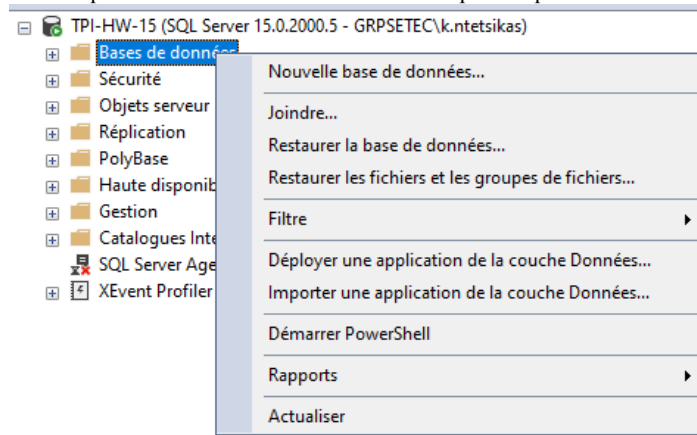 TPI-HW-15 (SQL Server 15.0.2000.5 - GRPSETEC\k.ntetsikas)
Bases de données
Sécurité
Objets serveur
Réplication
PolyBase
Haute disponib
Gestion
Catalogues Inte
SQL Server Age
XEvent Profiler
Nouvelle base de données...
Joindre...
Restaurer la base de données...
Restaurer les fichiers et les groupes de fichiers...
Filtre
Déployer une application de la couche Données...
Importer une application de la couche Données...
Démarrer PowerShell
Rapports
Actualiser